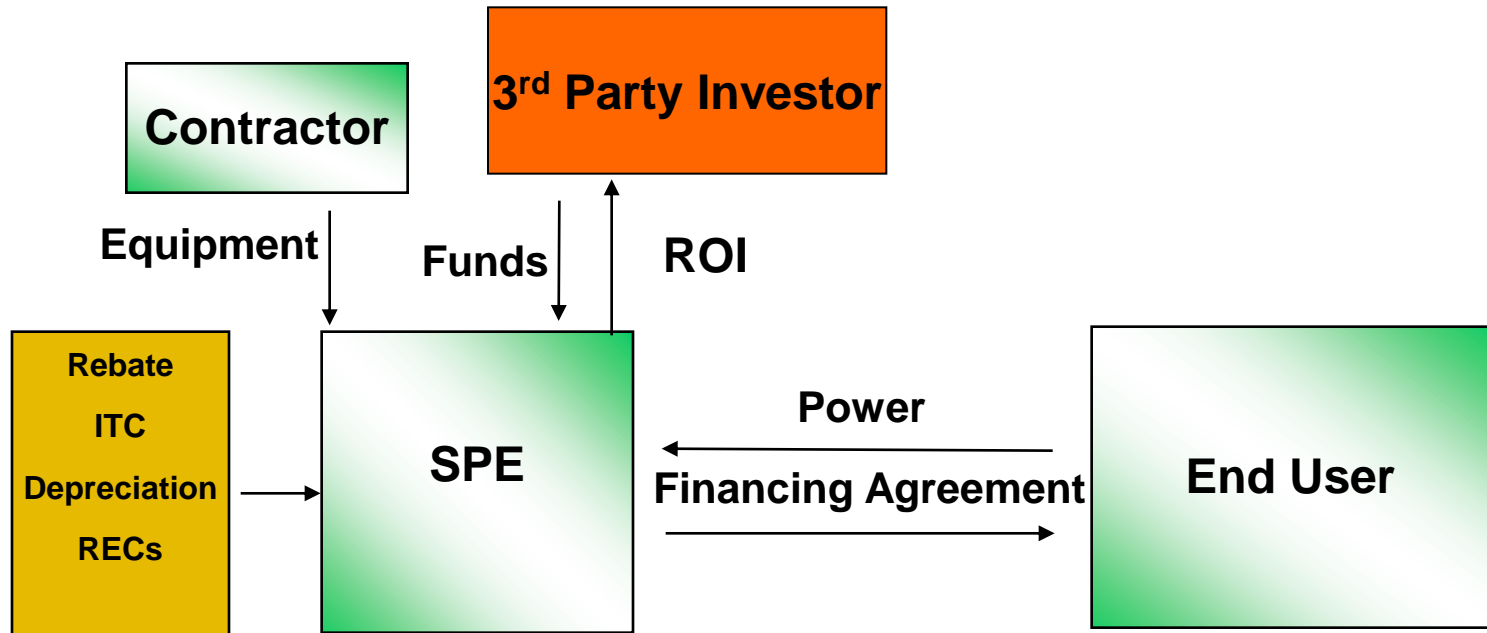 3rd Party Investor
Contractor
Equipment
Funds
ROI
Rebate
ITC
Depreciation
RECs
SPE
Power
Financing Agreement
End User